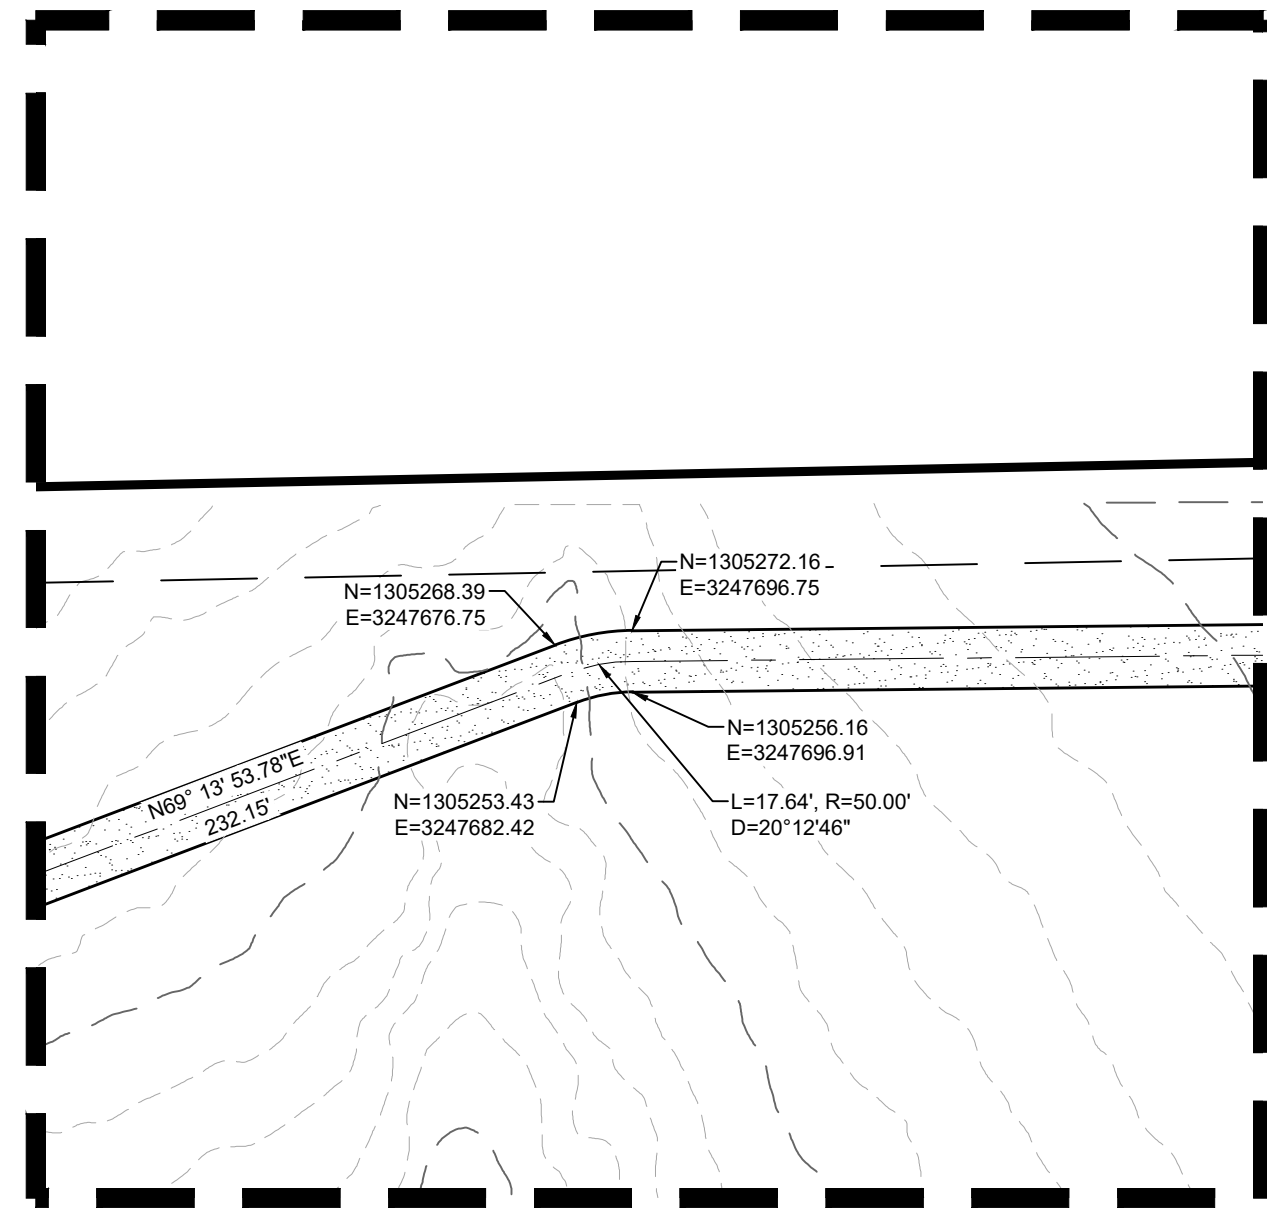 N=1305272.16
E=3247696.75
N=1305268.39
E=3247676.75
N=1305256.16
E=3247696.91
N69° 13' 53.78"E
232.15'
N=1305253.43
E=3247682.42
L=17.64', R=50.00'
D=20°12'46"